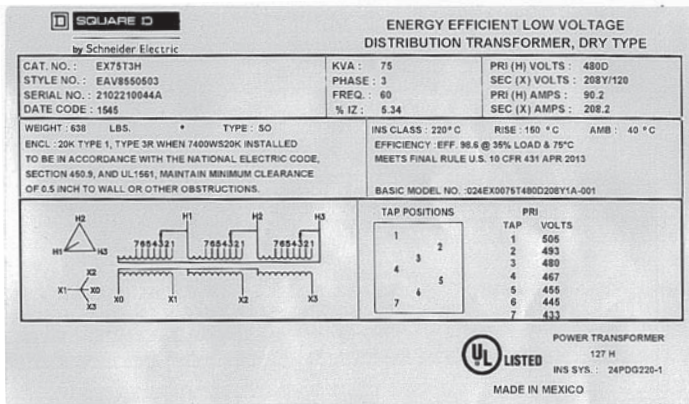 SQUARE D
by Schneider Electric
ENERGY EFFICIENT LOW VOLTAGE
DISTRIBUTION TRANSFORMER, DRY TYPE
CAT. NO. : EX75T3H
STYLE NO. : EAV8550503
SERIAL NO. : 2102210044A
DATE CODE : 1545
KVA : 75
PHASE : 3
FREQ. : 60
% IZ : 5.34
PRI (H) VOLTS : 480D
SEC (X) VOLTS : 208Y/120
PRI (H) AMPS : 90.2
SEC (X) AMPS : 208.2
WEIGHT : 638 LBS. * TYPE : SO
ENCL : 20K TYPE 1, TYPE 3R WHEN 7400WS20K INSTALLED
TO BE IN ACCORDANCE WITH THE NATIONAL ELECTRIC CODE,
SECTION 450.9, AND UL1561, MAINTAIN MINIMUM CLEARANCE
OF 0.5 INCH TO WALL OR OTHER OBSTRUCTIONS.
INS CLASS : 220° C RISE : 150 °C AMB : 40 °C
EFFICIENCY : EFF. 98.6 @ 35% LOAD & 75°C
MEETS FINAL RULE U.S. 10 CFR 431 APR 2013
BASIC MODEL NO. :024EX0075T480D208Y1A-001
H2
H1 H3
X2
X1 X0
X3
H1 H2 H3
7654321 7654321 7654321
X0 X1 X2 X3
TAP POSITIONS
1
2
3
4
5
6
7
PRI
TAP VOLTS
1 505
2 493
3 480
4 467
5 455
6 445
7 433
UL LISTED
POWER TRANSFORMER
127 H
INS SYS. : 24PDG220-1
MADE IN MEXICO